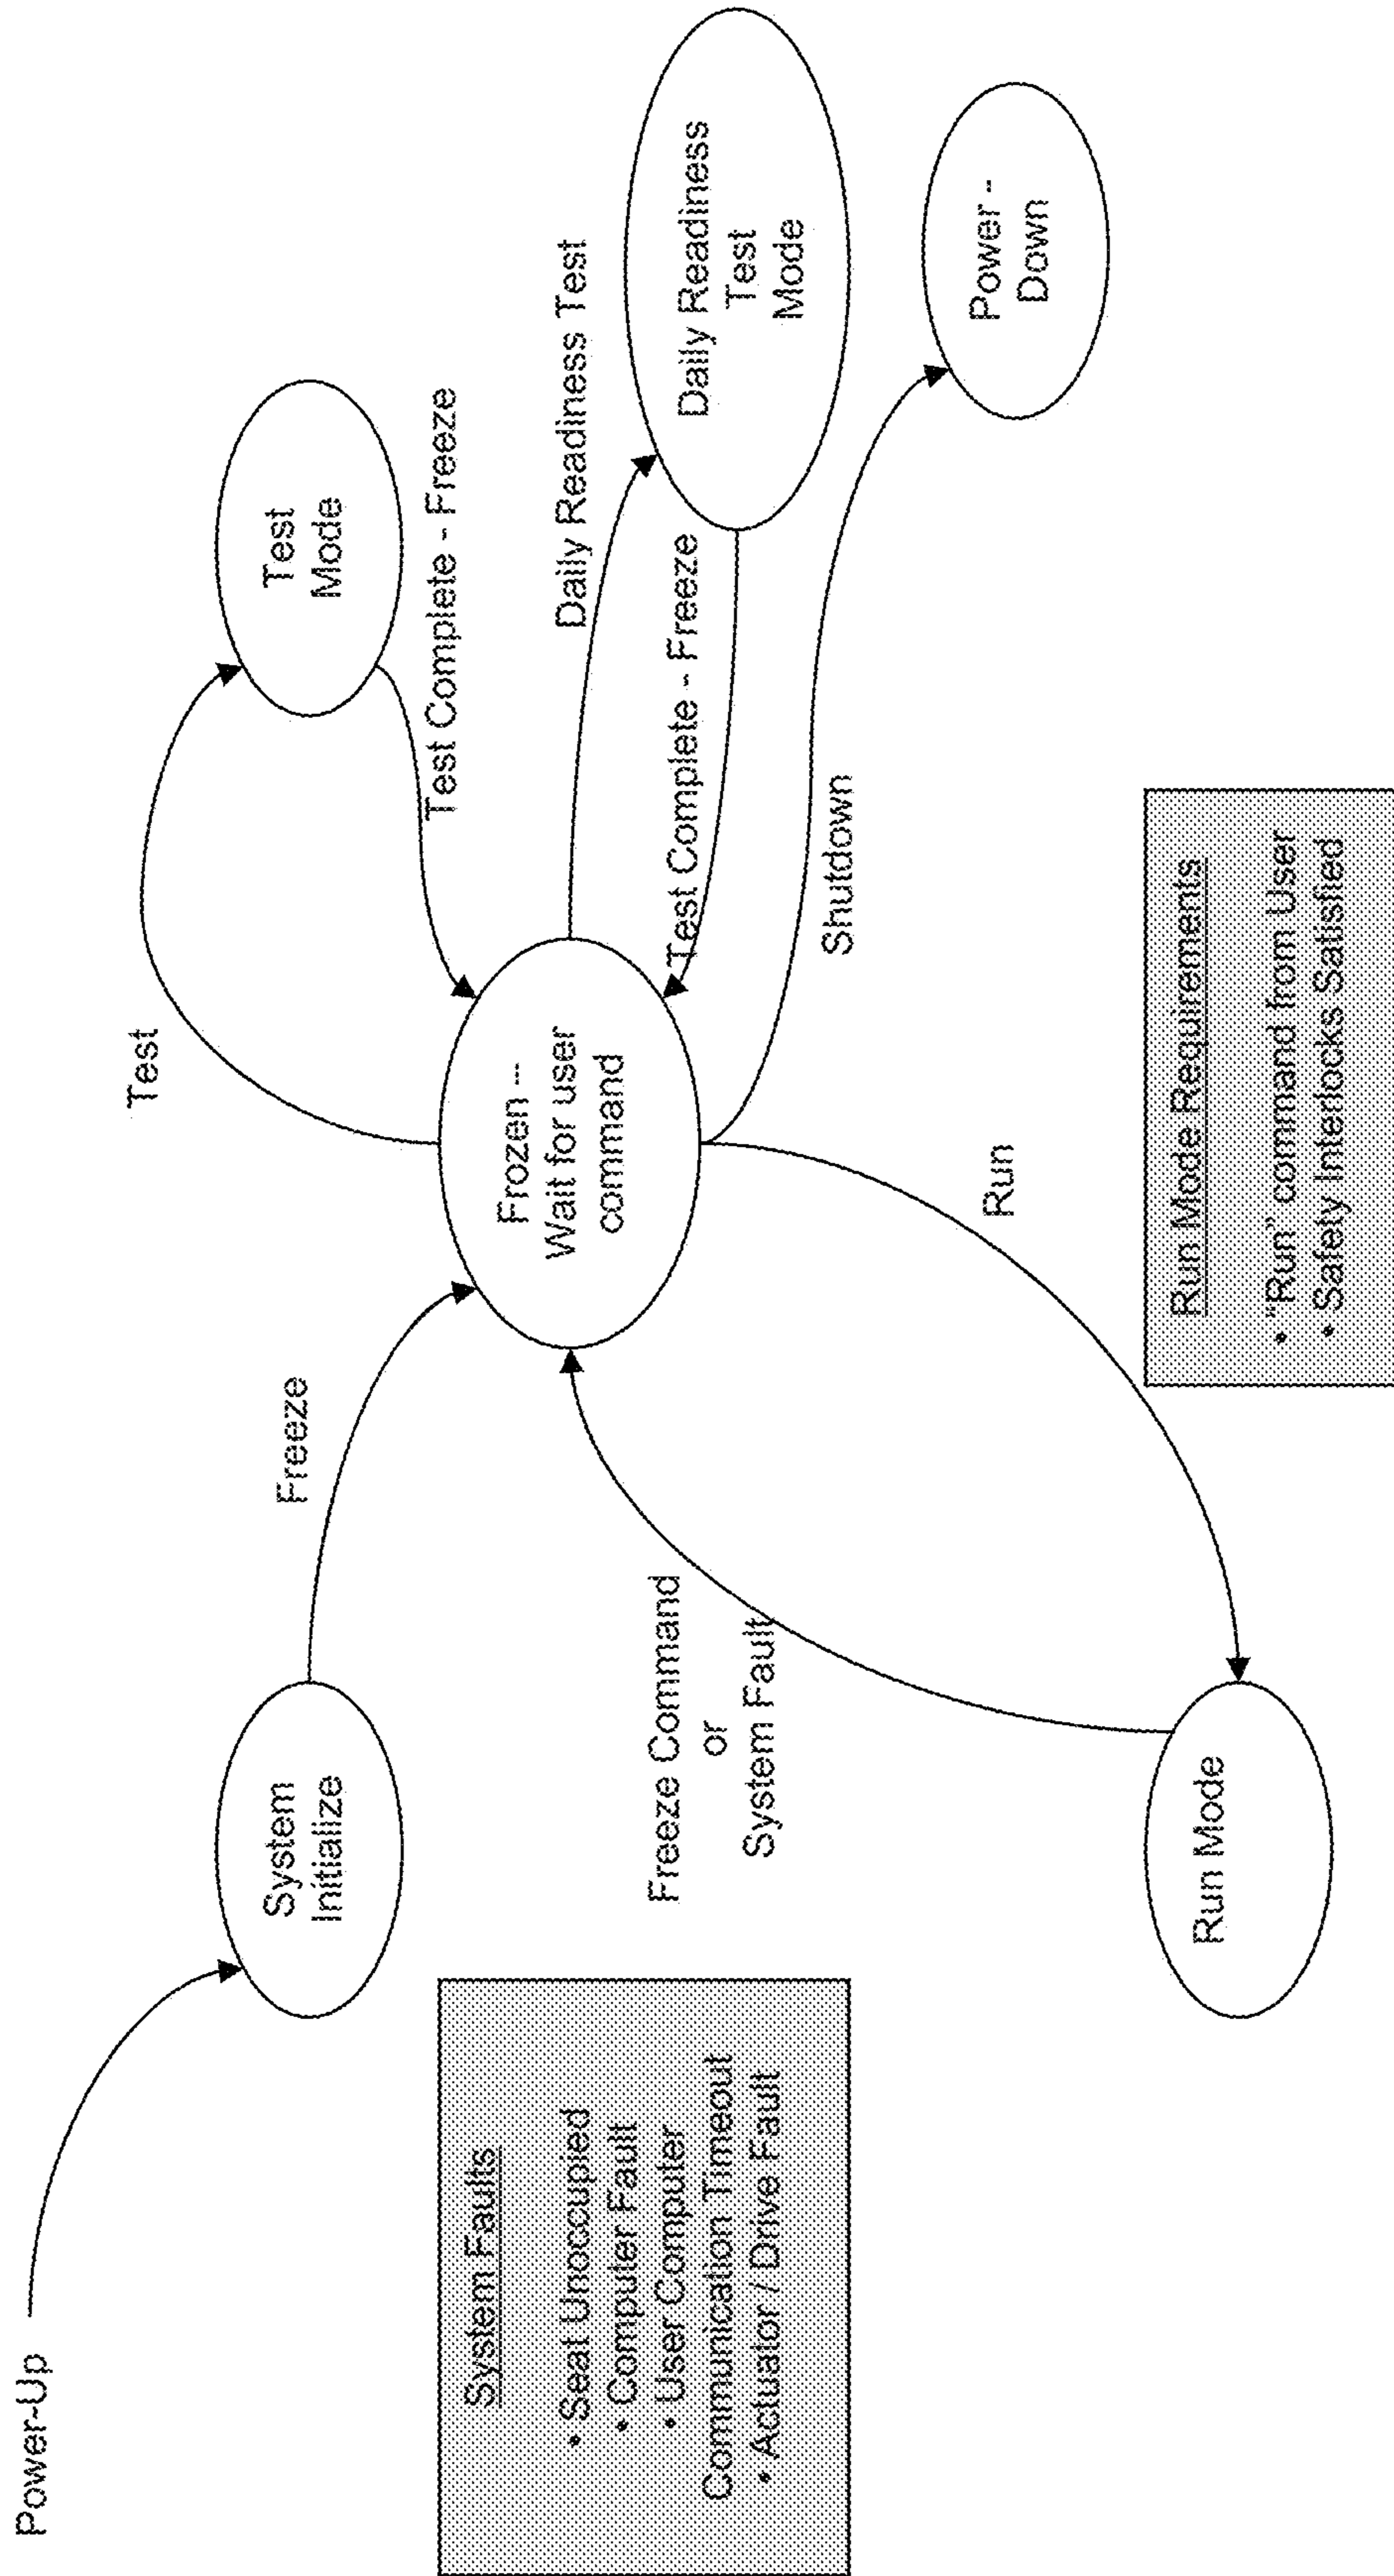 Power-Up
System
Initialize
Freeze
Test
Test
Mode
Test Complete - Freeze
System Faults
• Seat Unoccupied
• Computer Fault
• User Computer
Communication Timeout
• Actuator / Drive Fault
Freeze Command
or
System Fault
Frozen --
Wait for user
command
Daily Readiness Test
Test Complete - Freeze
Daily Readiness
Test
Mode
Shutdown
Power -
Down
Run
Run Mode
Run Mode Requirements
• "Run" command from User
• Safety Interlocks Satisfied